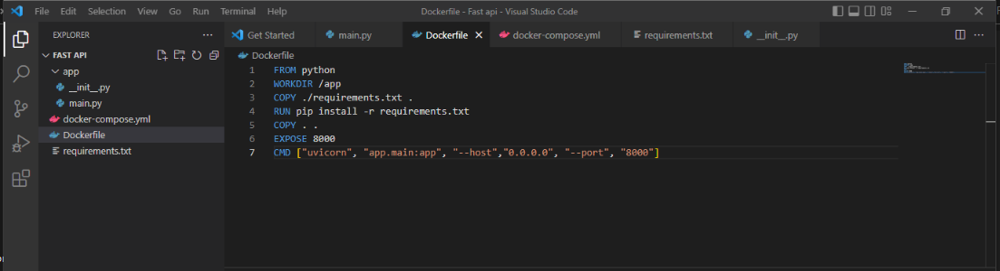 File Edit Selection View Go Run Terminal Help
Dockerfile - Fast api - Visual Studio Code
EXPLORER
FAST API
app
__init__.py
main.py
docker-compose.yml
Dockerfile
requirements.txt
Get Started
main.py
Dockerfile
docker-compose.yml
requirements.txt
__init__.py
Dockerfile
1 FROM python
2 WORKDIR /app
3 COPY ./requirements.txt .
4 RUN pip install -r requirements.txt
5 COPY . .
6 EXPOSE 8000
7 CMD ["uvicorn", "app.main:app", "--host","0.0.0.0", "--port", "8000"]